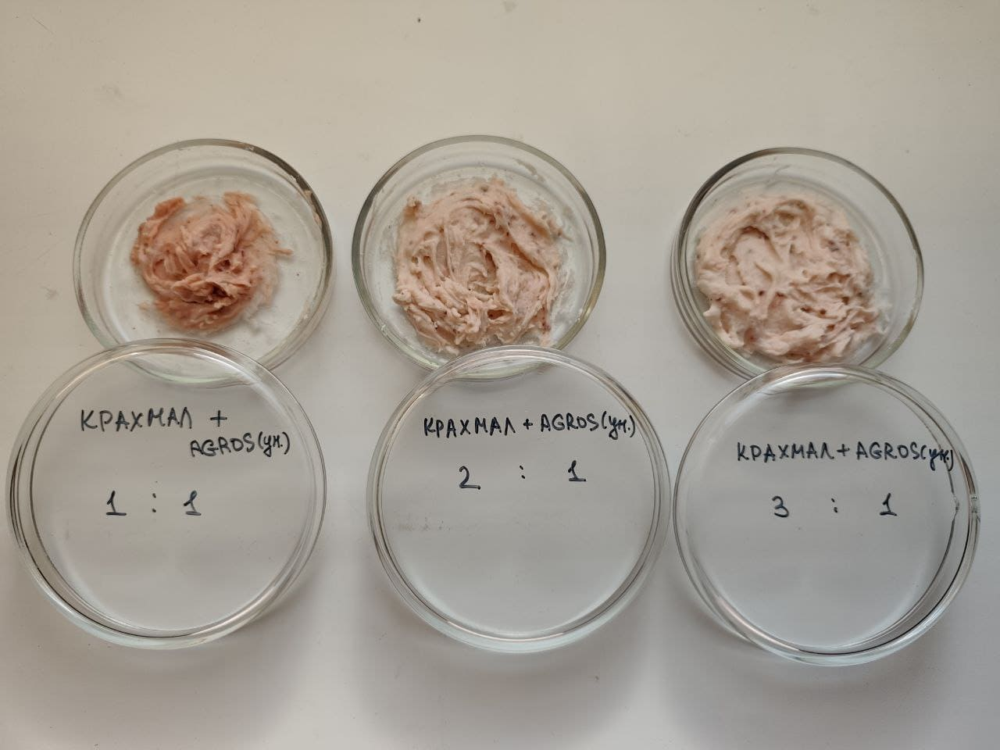 КРАХМАЛ +
AGROS(ун.)
1 : 1
КРАХМАЛ + AGROS(ун.)
2 : 1
КРАХМАЛ + AGROS(ун.)
3 : 1